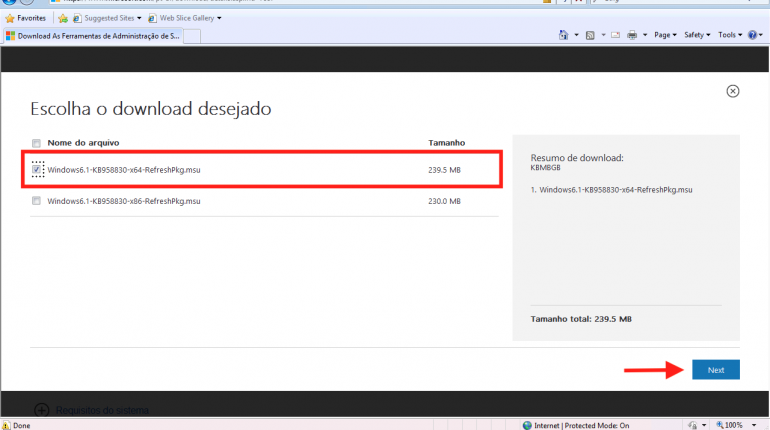 Favorites Suggested Sites Web Slice Gallery
Download As Ferramentas de Administração de S...
Page Safety Tools
Escolha o download desejado
Nome do arquivo Tamanho
Windows6.1-KB958830-x64-RefreshPkg.msu 239.5 MB
Windows6.1-KB958830-x86-RefreshPkg.msu 230.0 MB
Resumo de download:
KBMBGB
1. Windows6.1-KB958830-x64-RefreshPkg.msu
Tamanho total: 239.5 MB
Next
Requisitos do sistema
Done Internet | Protected Mode: On 100%